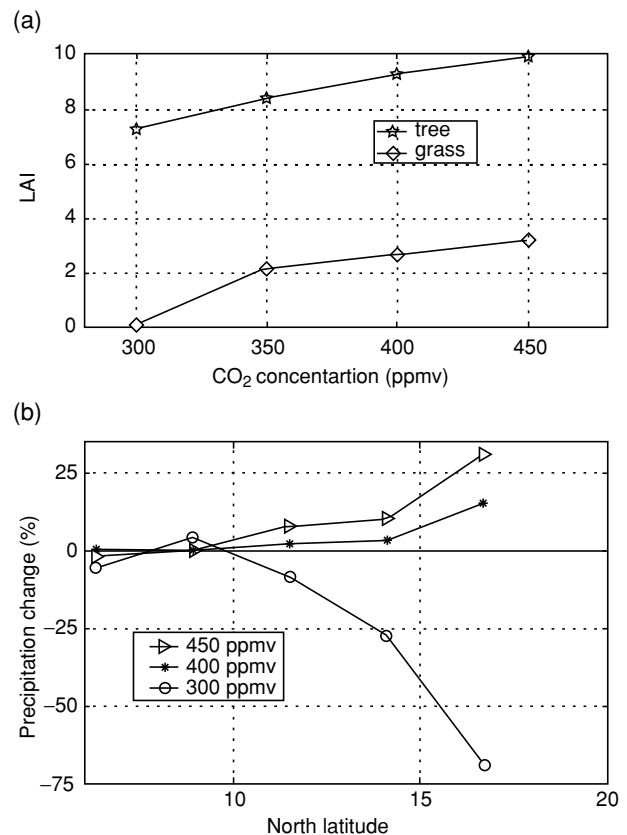 (a)
10
8
6
4
2
0
LAI
tree
grass
300 350 400 450
CO₂ concentartion (ppmv)
(b)
25
0
−25
−50
−75
Precipitation change (%)
450 ppmv
400 ppmv
300 ppmv
10 15 20
North latitude